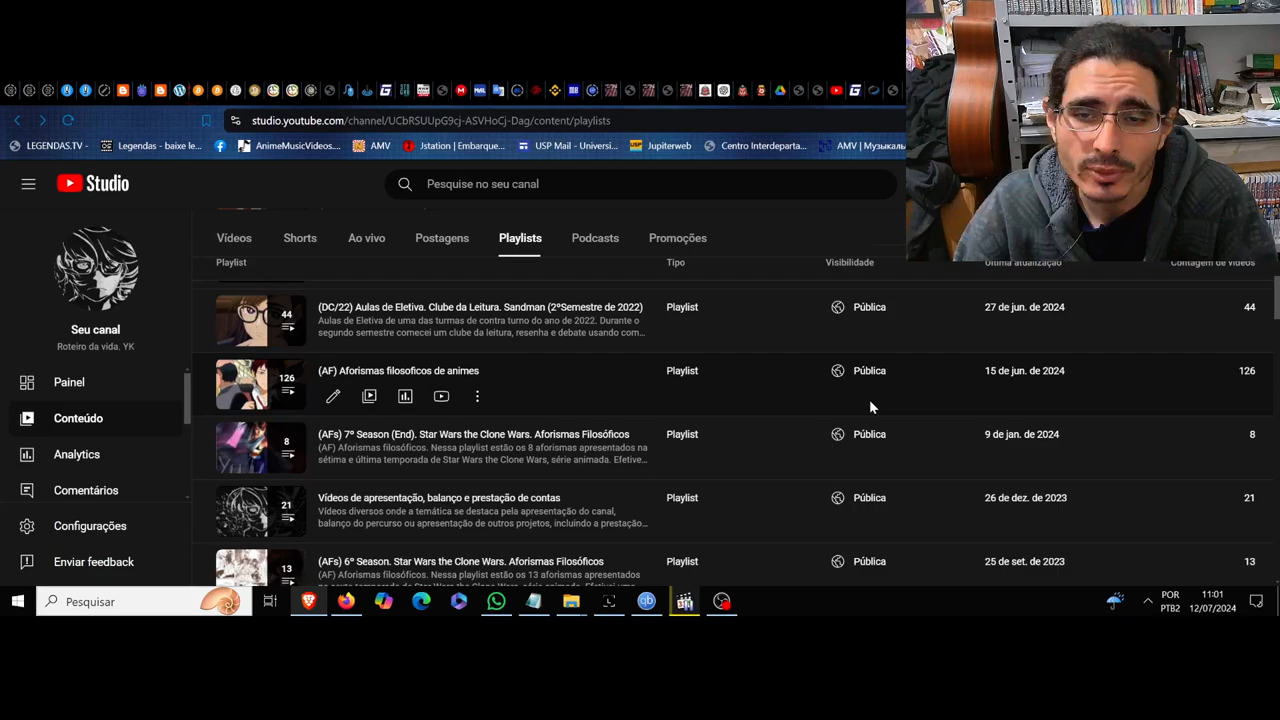 studio.youtube.com/channel/UCbRSUUpG9cj-ASVHoCj-Dag/content/playlists
LEGENDAS.TV - Legendas - baixe le... AnimeMusicVideos.... AMV Jstation | Embarque... USP Mail - Universi... Jupiterweb Centro Interdeparta... AMV | Музыкаль
Studio
Pesquise no seu canal
Vídeos Shorts Ao vivo Postagens Playlists Podcasts Promoções
Playlist Tipo Visibilidade Última atualização Contagem de vídeos
44
(DC/22) Aulas de Eletiva. Clube da Leitura. Sandman (2ºSemestre de 2022) Playlist Pública 27 de jun. de 2024 44
Aulas de Eletiva de uma das turmas de contra turno do ano de 2022. Durante o
segundo semestre comecei um clube da leitura, resenha e debate usando com...
126
(AF) Aforismas filosoficos de animes Playlist Pública 15 de jun. de 2024 126
8
(AFs) 7º Season (End). Star Wars the Clone Wars. Aforismas Filosóficos Playlist Pública 9 de jan. de 2024 8
(AF) Aforismas filosóficos. Nessa playlist estão os 8 aforismas apresentados na
sétima e última temporada de Star Wars the Clone Wars, série animada. Efetive...
21
Vídeos de apresentação, balanço e prestação de contas Playlist Pública 26 de dez. de 2023 21
Vídeos diversos onde a temática se destaca pela apresentação do canal,
balanço do percurso ou apresentação de outros projetos, incluindo a prestação...
13
(AFs) 6º Season. Star Wars the Clone Wars. Aforismas Filosóficos Playlist Pública 25 de set. de 2023 13
(AF) Aforismas filosóficos. Nessa playlist estão os 13 aforismas apresentados
Seu canal
Roteiro da vida. YK
Painel
Conteúdo
Analytics
Comentários
Configurações
Enviar feedback
Pesquisar
POR
PTB2
11:01
12/07/2024